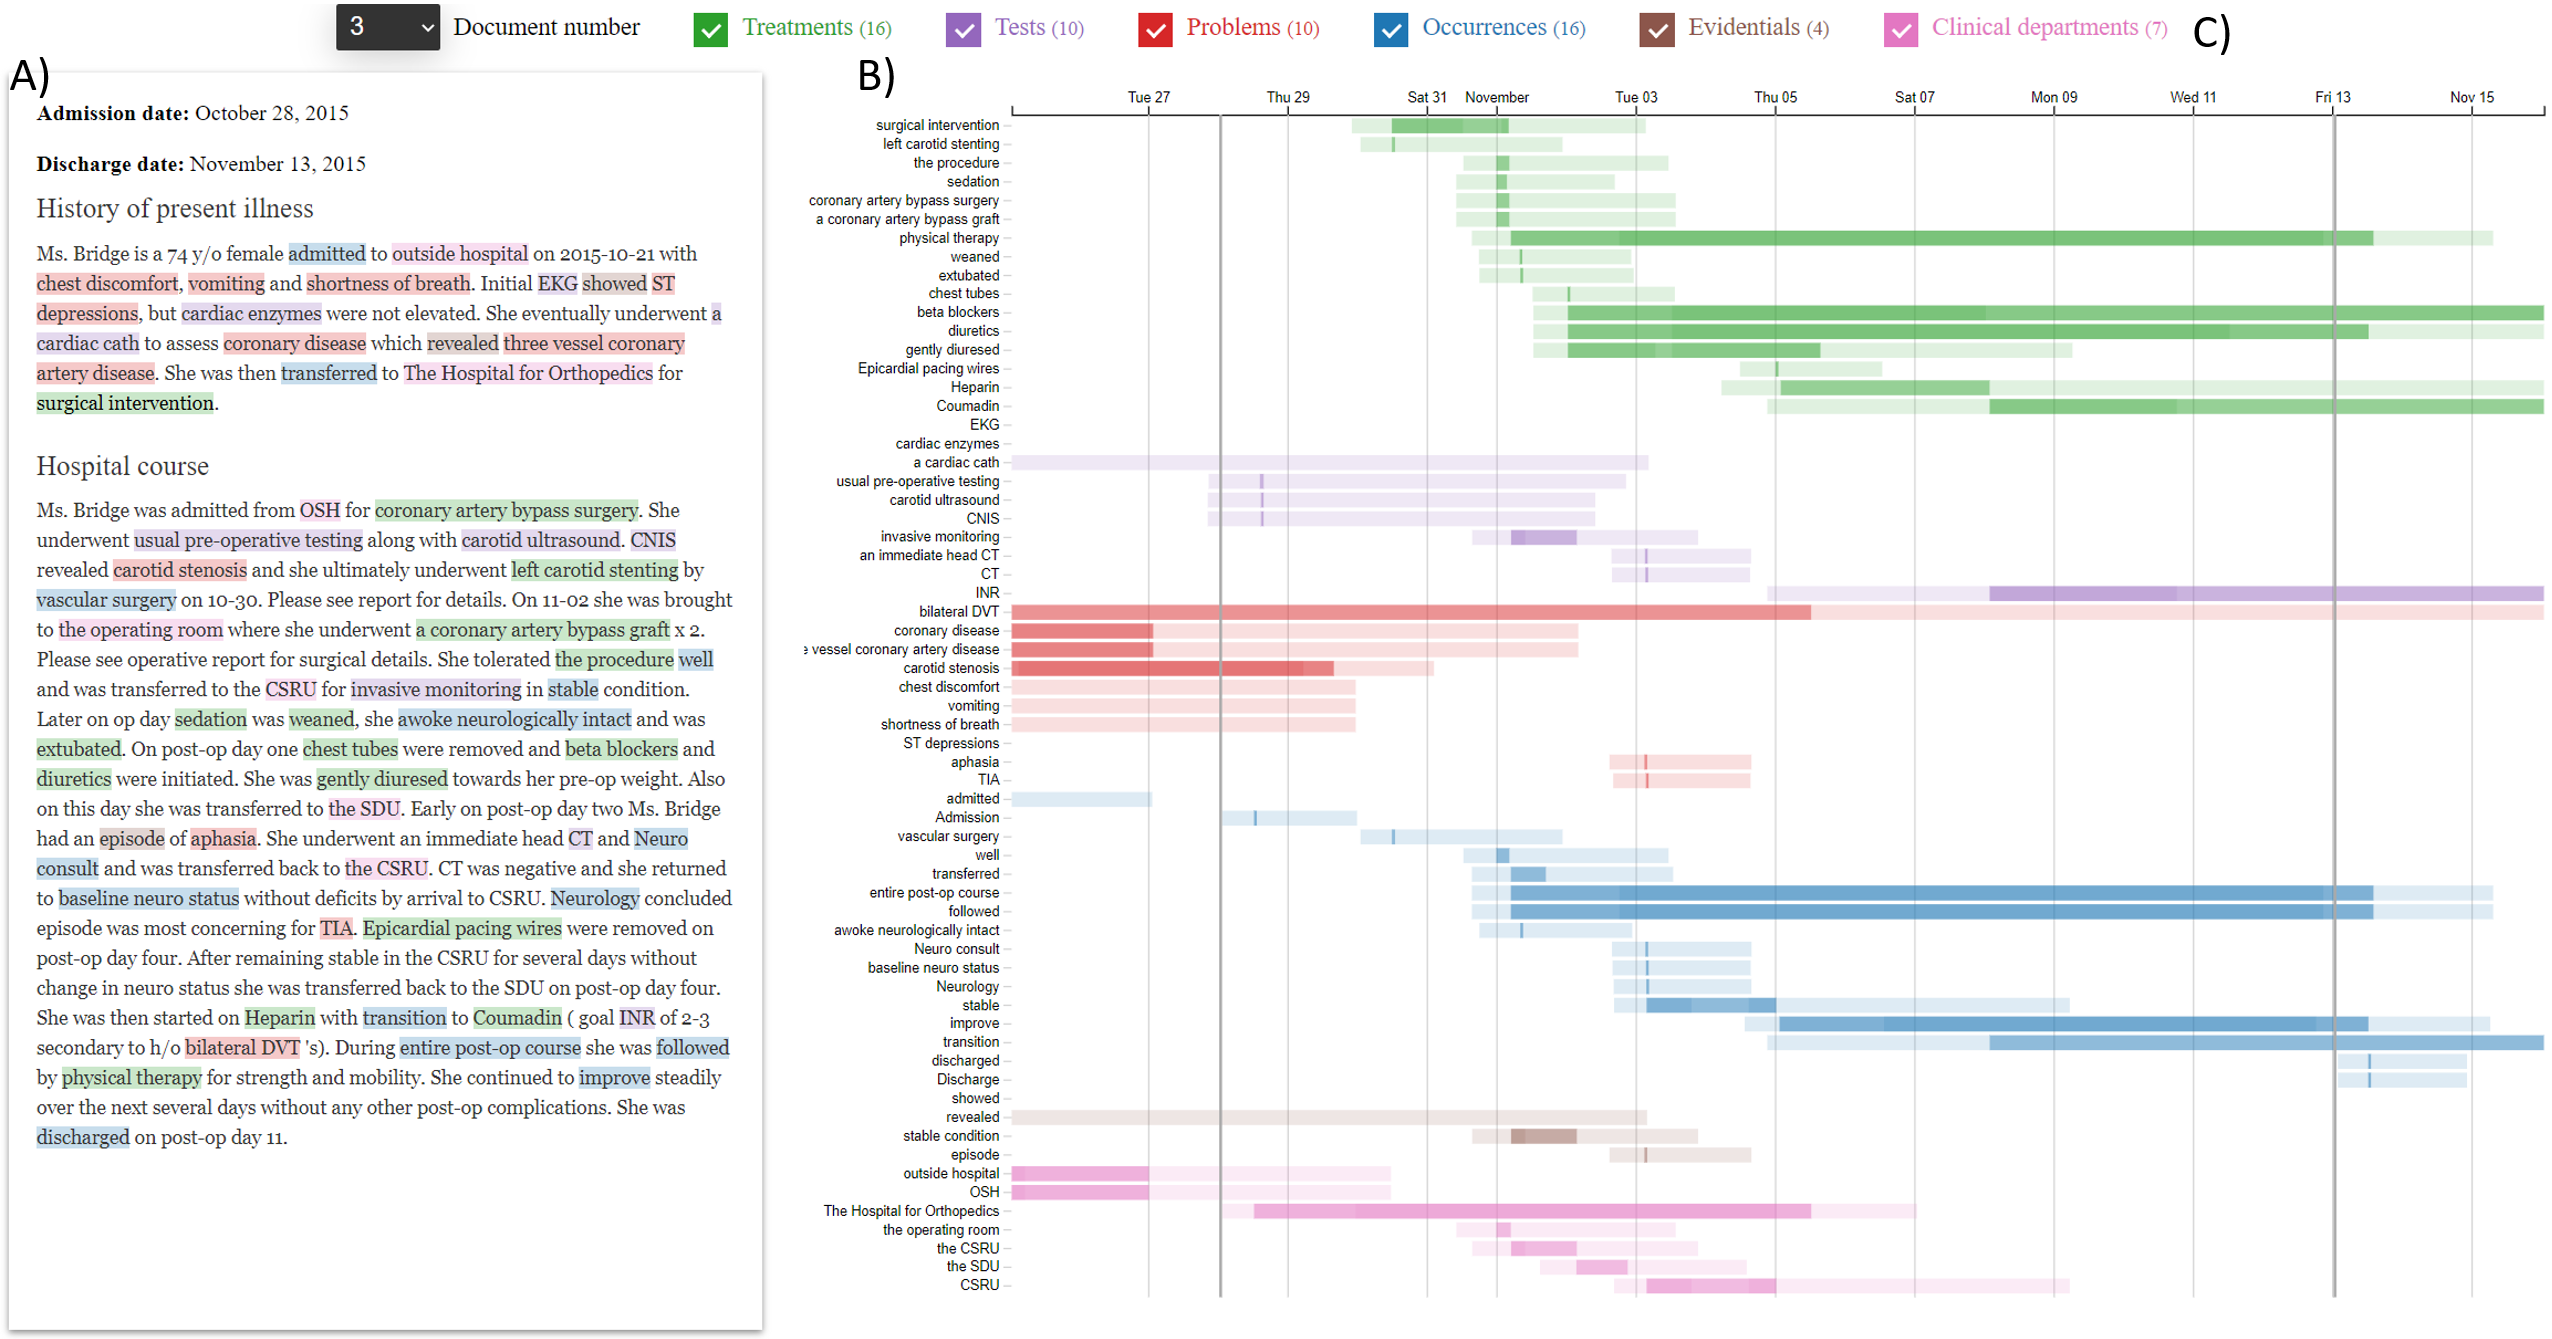 3 Document number Treatments (16) Tests (10) Problems (10) Occurrences (16) Evidentials (4) Clinical departments (7) C)
A)
Admission date: October 28, 2015
Discharge date: November 13, 2015
History of present illness
Ms. Bridge is a 74 y/o female admitted to outside hospital on 2015-10-21 with
chest discomfort, vomiting and shortness of breath. Initial EKG showed ST
depressions, but cardiac enzymes were not elevated. She eventually underwent a
cardiac cath to assess coronary disease which revealed three vessel coronary
artery disease. She was then transferred to The Hospital for Orthopedics for
surgical intervention.
Hospital course
Ms. Bridge was admitted from OSH for coronary artery bypass surgery. She
underwent usual pre-operative testing along with carotid ultrasound. CNIS
revealed carotid stenosis and she ultimately underwent left carotid stenting by
vascular surgery on 10-30. Please see report for details. On 11-02 she was brought
to the operating room where she underwent a coronary artery bypass graft x 2.
Please see operative report for surgical details. She tolerated the procedure well
and was transferred to the CSRU for invasive monitoring in stable condition.
Later on op day sedation was weaned, she awoke neurologically intact and was
extubated. On post-op day one chest tubes were removed and beta blockers and
diuretics were initiated. She was gently diuresed towards her pre-op weight. Also
on this day she was transferred to the SDU. Early on post-op day two Ms. Bridge
had an episode of aphasia. She underwent an immediate head CT and Neuro
consult and was transferred back to the CSRU. CT was negative and she returned
to baseline neuro status without deficits by arrival to CSRU. Neurology concluded
episode was most concerning for TIA. Epicardial pacing wires were removed on
post-op day four. After remaining stable in the CSRU for several days without
change in neuro status she was transferred back to the SDU on post-op day four.
She was then started on Heparin with transition to Coumadin ( goal INR of 2-3
secondary to h/o bilateral DVT 's). During entire post-op course she was followed
by physical therapy for strength and mobility. She continued to improve steadily
over the next several days without any other post-op complications. She was
discharged on post-op day 11.
B)
Tue 27 Thu 29 Sat 31 November Tue 03 Thu 05 Sat 07 Mon 09 Wed 11 Fri 13 Nov 15
surgical intervention
left carotid stenting
the procedure
sedation
coronary artery bypass surgery
a coronary artery bypass graft
physical therapy
weaned
extubated
chest tubes
beta blockers
diuretics
gently diuresed
Epicardial pacing wires
Heparin
Coumadin
EKG
cardiac enzymes
a cardiac cath
usual pre-operative testing
carotid ultrasound
CNIS
invasive monitoring
an immediate head CT
CT
INR
bilateral DVT
coronary disease
e vessel coronary artery disease
carotid stenosis
chest discomfort
vomiting
shortness of breath
ST depressions
aphasia
TIA
admitted
Admission
vascular surgery
well
transferred
entire post-op course
followed
awoke neurologically intact
Neuro consult
baseline neuro status
Neurology
stable
improve
transition
discharged
Discharge
showed
revealed
stable condition
episode
outside hospital
OSH
The Hospital for Orthopedics
the operating room
the CSRU
the SDU
CSRU